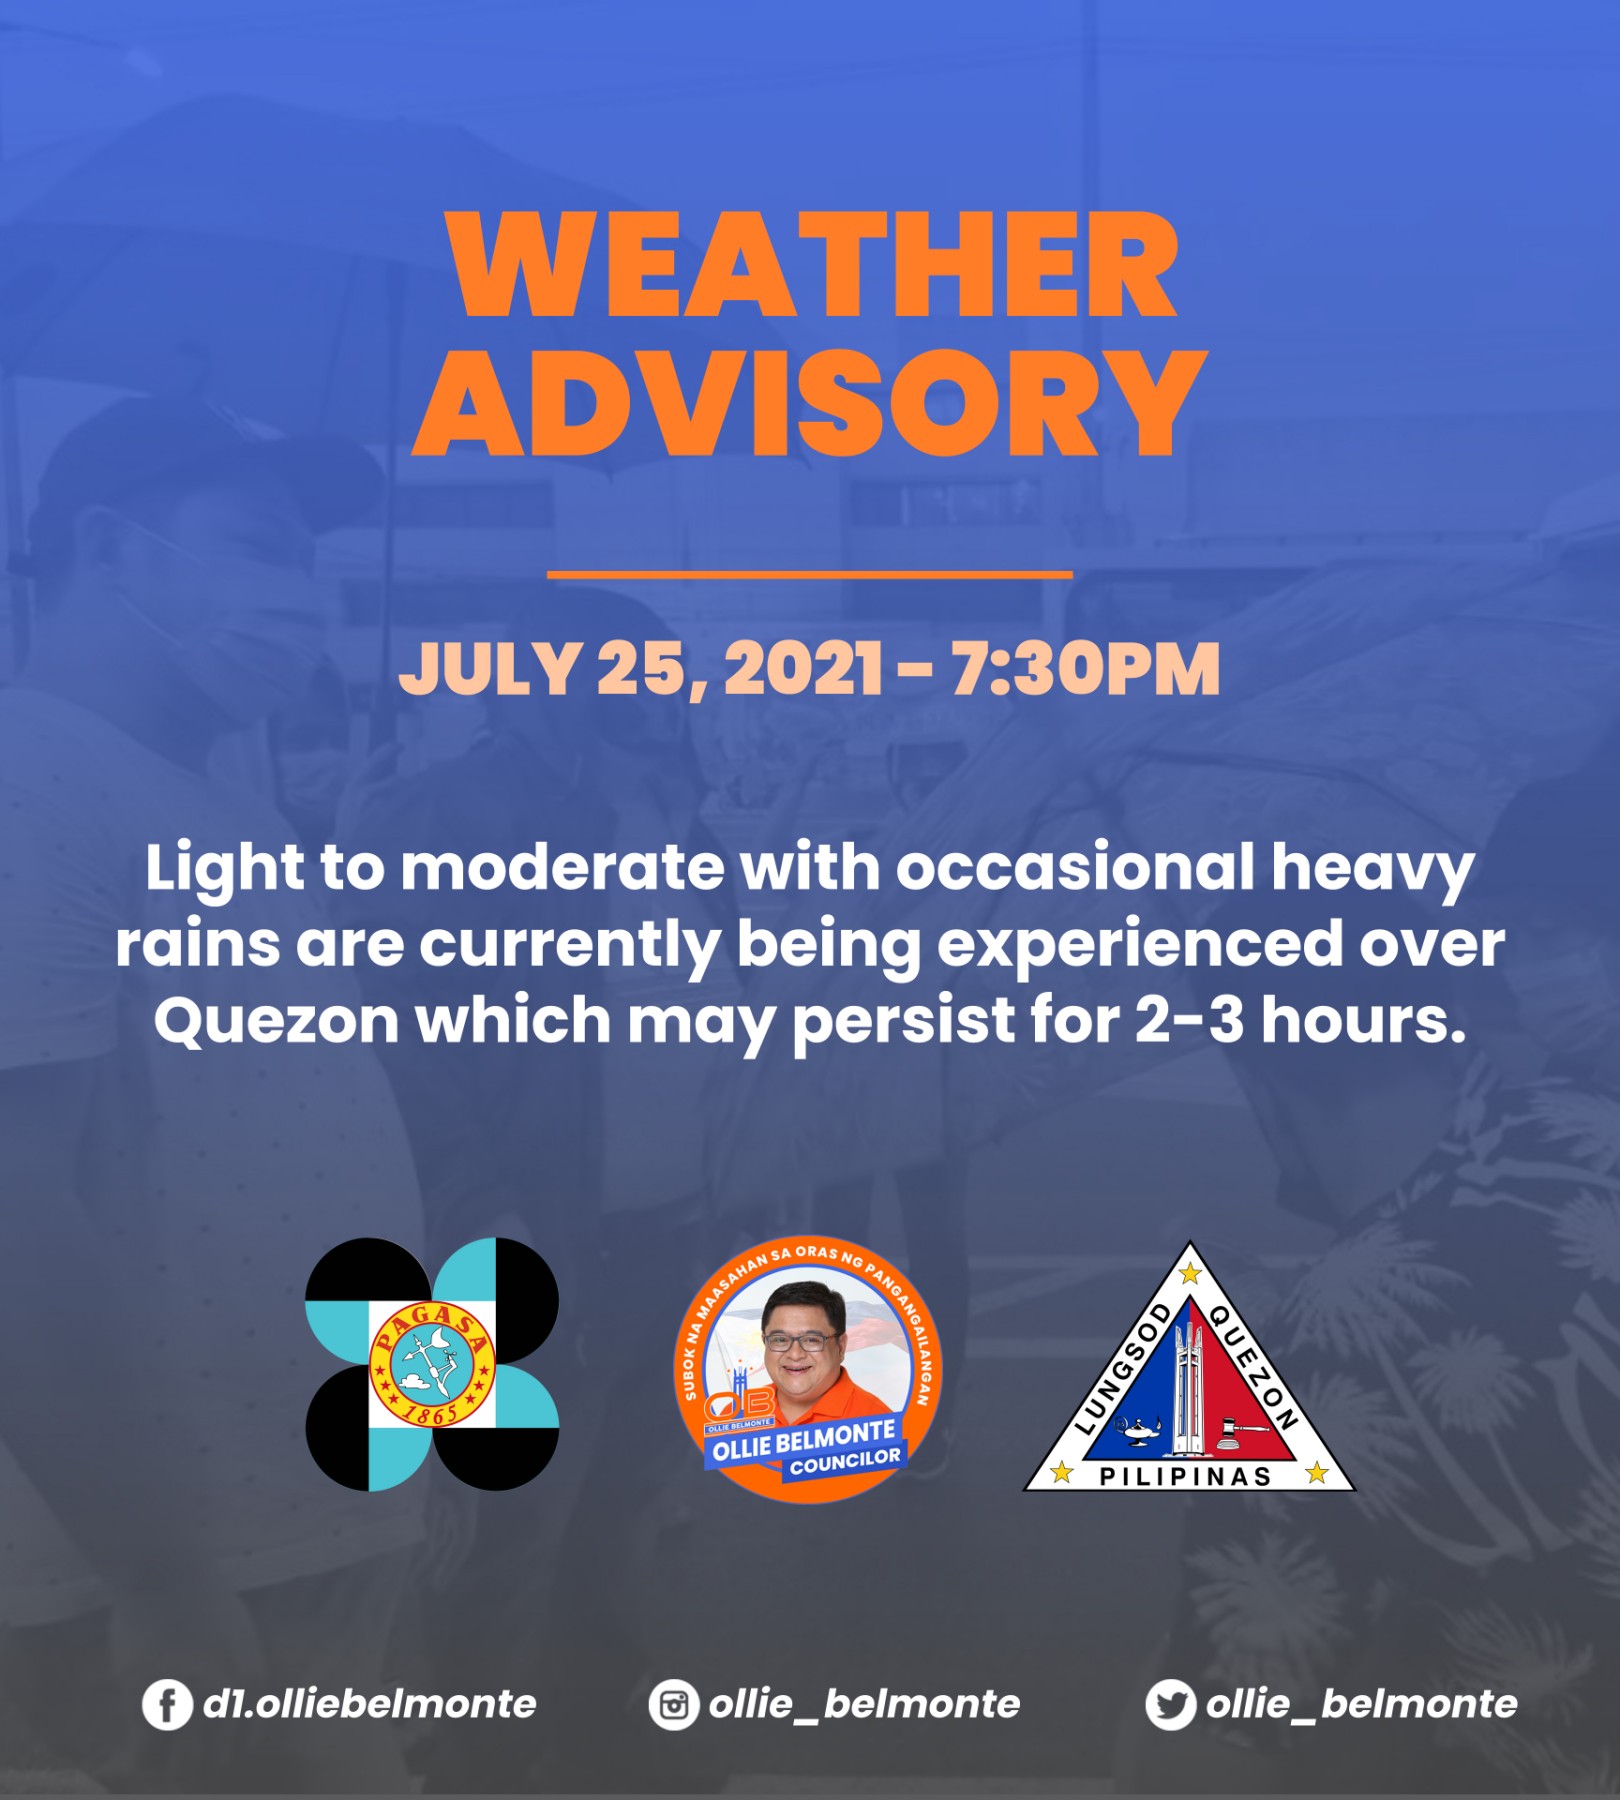 WEATHER
ADVISORY
JULY 25, 2021 - 7:30PM
Light to moderate with occasional heavy
rains are currently being experienced over
Quezon which may persist for 2-3 hours.
PAGASA
1865
SUBOK NA MAASAHAN SA ORAS NG PANGANGAILANGAN
OB
OLLIE BELMONTE
OLLIE BELMONTE
COUNCILOR
LUNGSOD QUEZON
PILIPINAS
d1.olliebelmonte
ollie_belmonte
ollie_belmonte